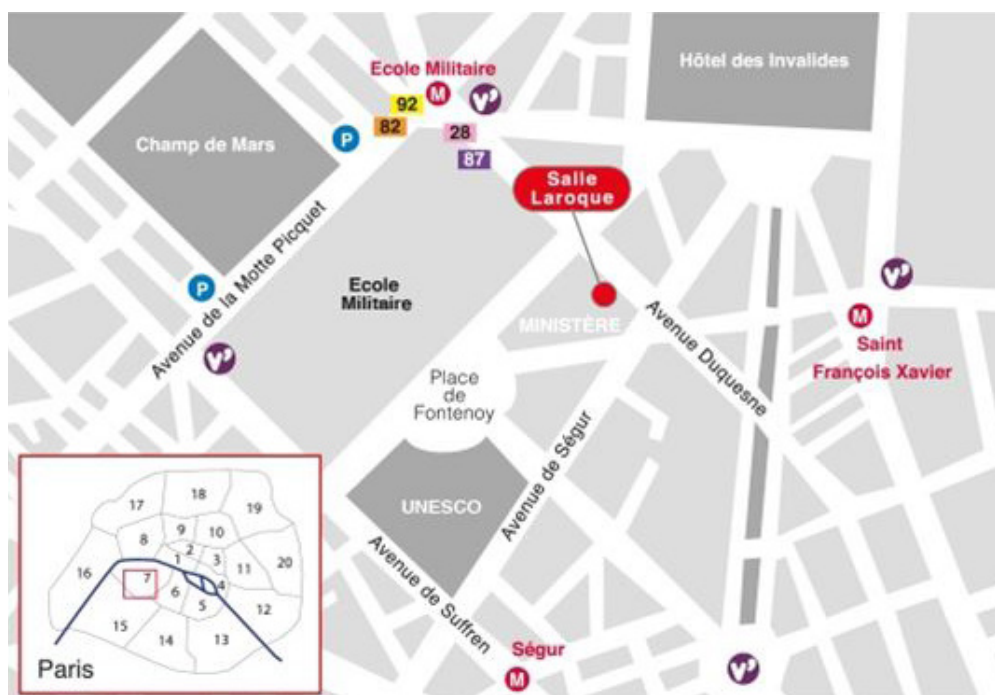 Ecole Militaire
M
V'
92
82
28
87
P
Champ de Mars
Hôtel des Invalides
Salle
Laroque
Avenue de la Motte Picquet
P
V'
Ecole
Militaire
MINISTÈRE
Avenue Duquesne
V'
M
Saint
François Xavier
Place
de
Fontenoy
Avenue de Ségur
UNESCO
Avenue de Suffren
Ségur
M
V'
17
18
19
8
9
10
2
1
3
11
20
16
7
4
6
5
12
15
14
13
Paris